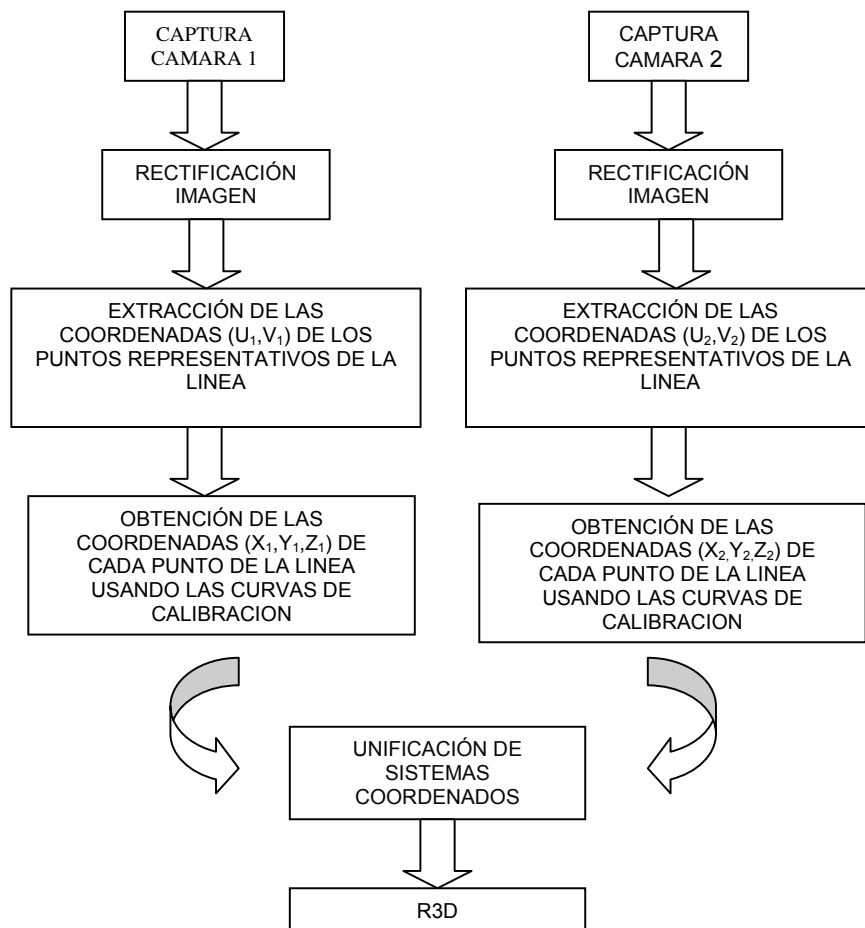 CAPTURA
CAMARA 1
CAPTURA
CAMARA 2
RECTIFICACIÓN
IMAGEN
RECTIFICACIÓN
IMAGEN
EXTRACCIÓN DE LAS
COORDENADAS (U₁,V₁) DE LOS
PUNTOS REPRESENTATIVOS DE LA
LINEA
EXTRACCIÓN DE LAS
COORDENADAS (U₂,V₂) DE LOS
PUNTOS REPRESENTATIVOS DE LA
LINEA
OBTENCIÓN DE LAS
COORDENADAS (X₁,Y₁,Z₁) DE
CADA PUNTO DE LA LINEA
USANDO LAS CURVAS DE
CALIBRACION
OBTENCIÓN DE LAS
COORDENADAS (X₂,Y₂,Z₂) DE
CADA PUNTO DE LA LINEA
USANDO LAS CURVAS DE
CALIBRACION
UNIFICACIÓN DE
SISTEMAS
COORDENADOS
R3D